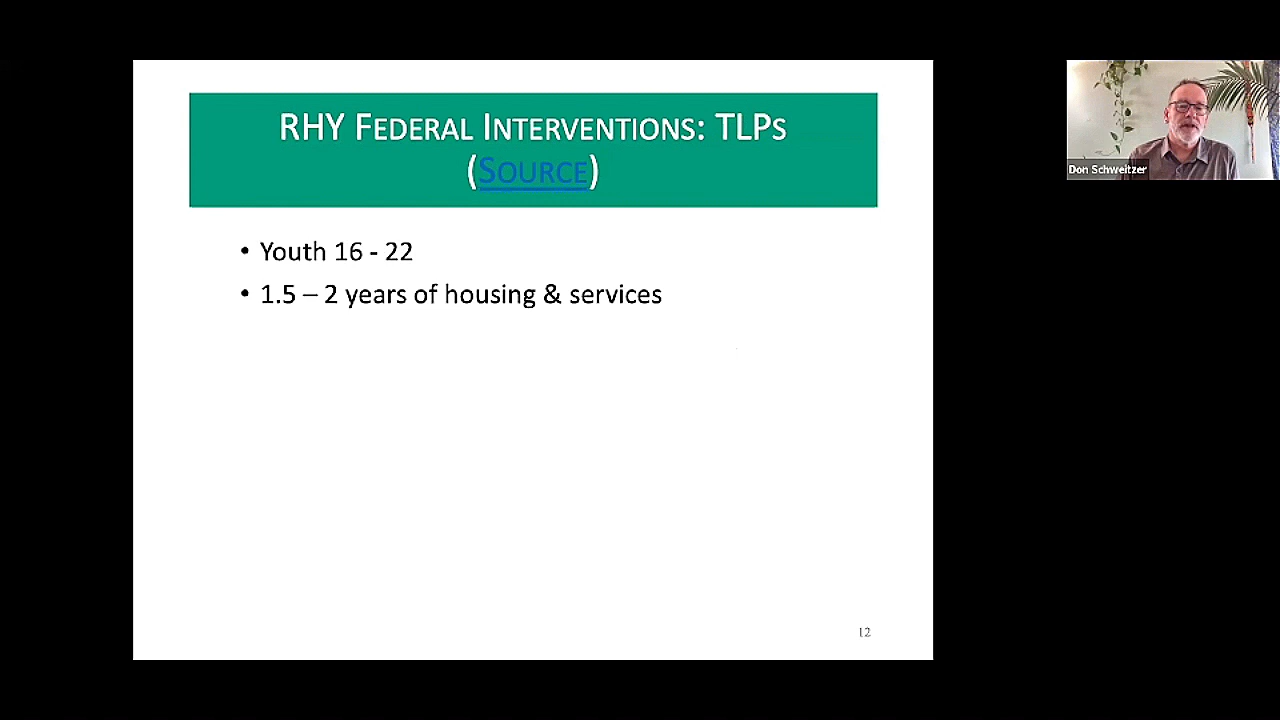 RHY FEDERAL INTERVENTIONS: TLPS
(SOURCE)
• Youth 16 - 22
• 1.5 – 2 years of housing & services
12
Don Schweitzer